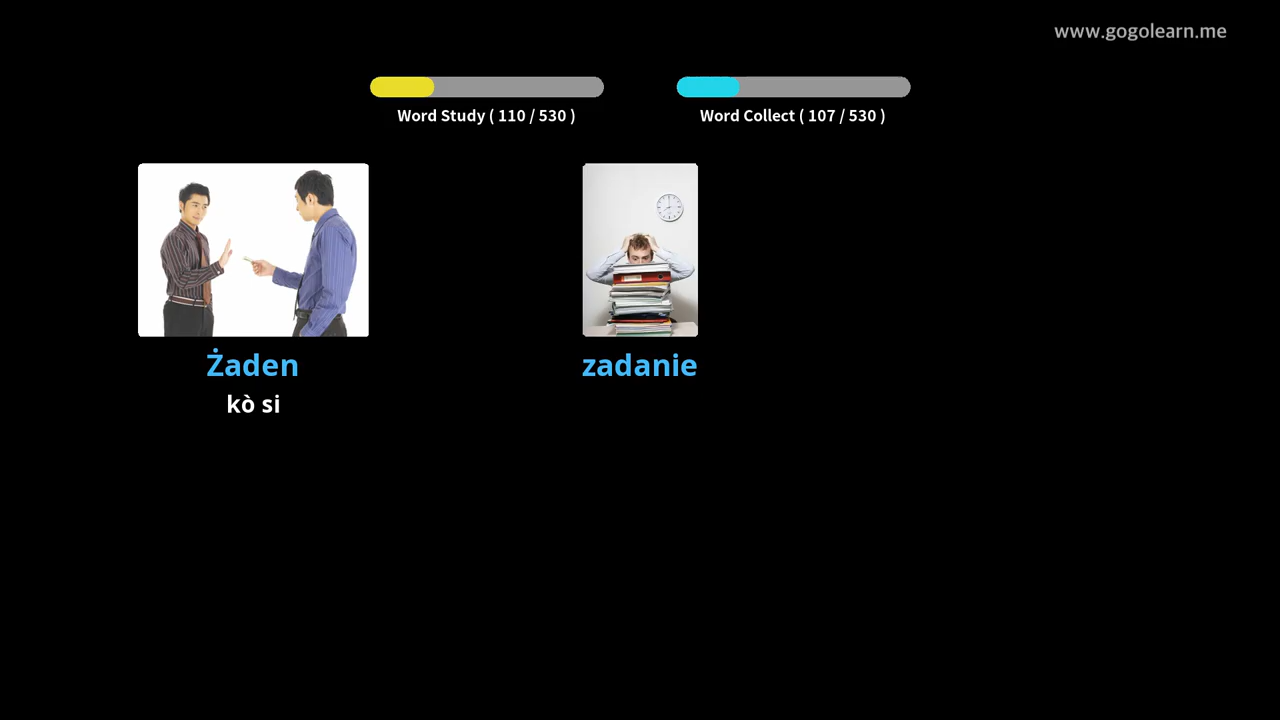 www.gogolearn.me
Word Study ( 110 / 530 )
Word Collect ( 107 / 530 )
Żaden
zadanie
kò si